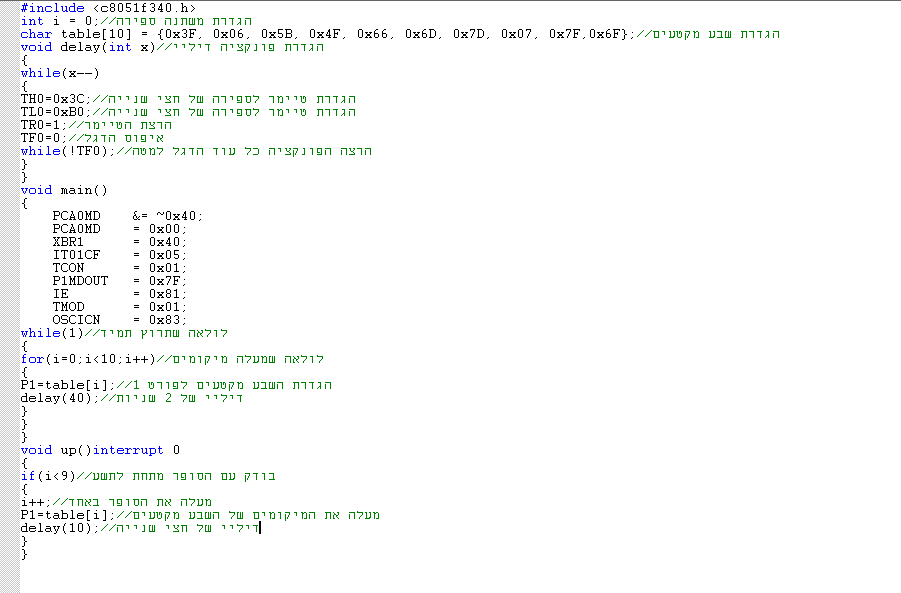 #include <c8051f340.h>
int i = 0;//הגדרת משתנה ספירה
char table[10] = {0x3F, 0x06, 0x5B, 0x4F, 0x66, 0x6D, 0x7D, 0x07, 0x7F,0x6F};//הגדרת שבע מקטעים
void delay(int x)//הגדרת פונקציה דיליי
{
while(x--)
{
TH0=0x3C;//הגדרת טיימר לספירה של חצי שנייה
TL0=0xB0;//הגדרת טיימר לספירה של חצי שנייה
TR0=1;//הרצת הטיימר
TF0=0;//איפוס הדגל
while(!TF0);//הרצה הפונקציה כל עוד הדגל למטה
}
}
void main()
{
    PCA0MD    &= ~0x40;
    PCA0MD    = 0x00;
    XBR1      = 0x40;
    IT01CF    = 0x05;
    TCON      = 0x01;
    P1MDOUT   = 0x7F;
    IE        = 0x81;
    TMOD      = 0x01;
    OSCICN    = 0x83;
while(1)//לולאה שתרוץ תמיד
{
for(i=0;i<10;i++)//לולאה שמעלה מיקומים
{
P1=table[i];//הגדרת השבע מקטעים לפורט 1
delay(40);//דיליי של 2 שניות
}
}
}
void up()interrupt 0
{
if(i<9)//בודק עם הסופר מתחת לתשע
{
i++;//מעלה את הסופר באחד
P1=table[i];//מעלה את המיקומים של השבע מקטעים
delay(10);//דיליי של חצי שנייה
}
}